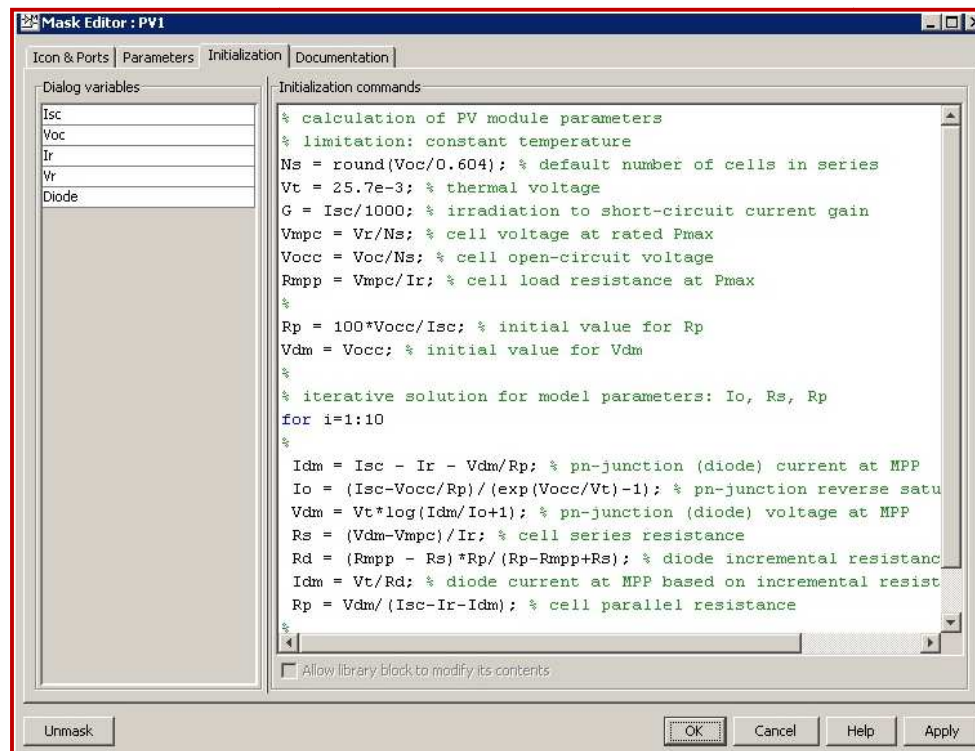 Mask Editor : PV1
Icon & Ports Parameters Initialization Documentation
Dialog variables
Isc
Voc
Ir
Vr
Diode
Initialization commands
% calculation of PV module parameters
% limitation: constant temperature
Ns = round(Voc/0.604); % default number of cells in series
Vt = 25.7e-3; % thermal voltage
G = Isc/1000; % irradiation to short-circuit current gain
Vmpc = Vr/Ns; % cell voltage at rated Pmax
Vocc = Voc/Ns; % cell open-circuit voltage
Rmpp = Vmpc/Ir; % cell load resistance at Pmax
%
Rp = 100*Vocc/Isc; % initial value for Rp
Vdm = Vocc; % initial value for Vdm
%
% iterative solution for model parameters: Io, Rs, Rp
for i=1:10
%
Idm = Isc - Ir - Vdm/Rp; % pn-junction (diode) current at MPP
Io = (Isc-Vocc/Rp)/(exp(Vocc/Vt)-1); % pn-junction reverse satu
Vdm = Vt*log(Idm/Io+1); % pn-junction (diode) voltage at MPP
Rs = (Vdm-Vmpc)/Ir; % cell series resistance
Rd = (Rmpp - Rs)*Rp/(Rp-Rmpp+Rs); % diode incremental resistanc
Idm = Vt/Rd; % diode current at MPP based on incremental resist
Rp = Vdm/(Isc-Ir-Idm); % cell parallel resistance
%
Allow library block to modify its contents
Unmask OK Cancel Help Apply